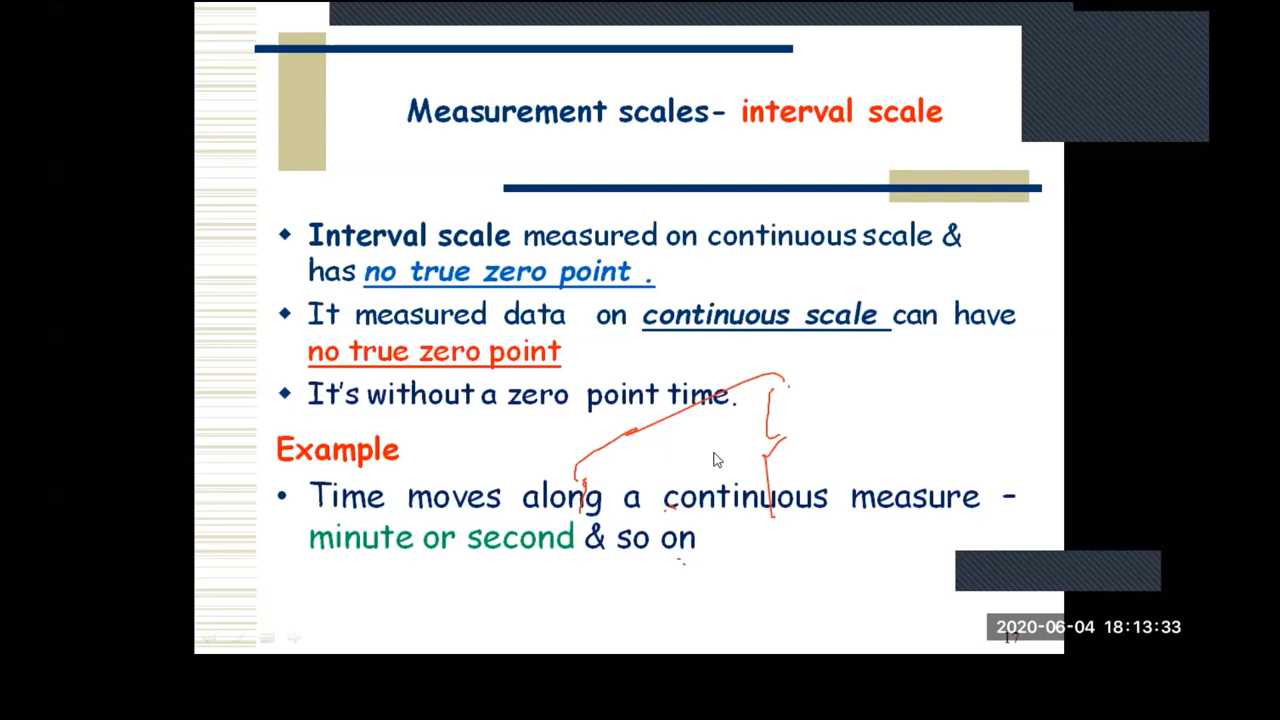 Measurement scales- interval scale
◆ Interval scale measured on continuous scale &
has no true zero point .
◆ It measured data on continuous scale can have
no true zero point
◆ It's without a zero point time.
Example
• Time moves along a continuous measure -
minute or second & so on
2020-06-04 18:13:33
17